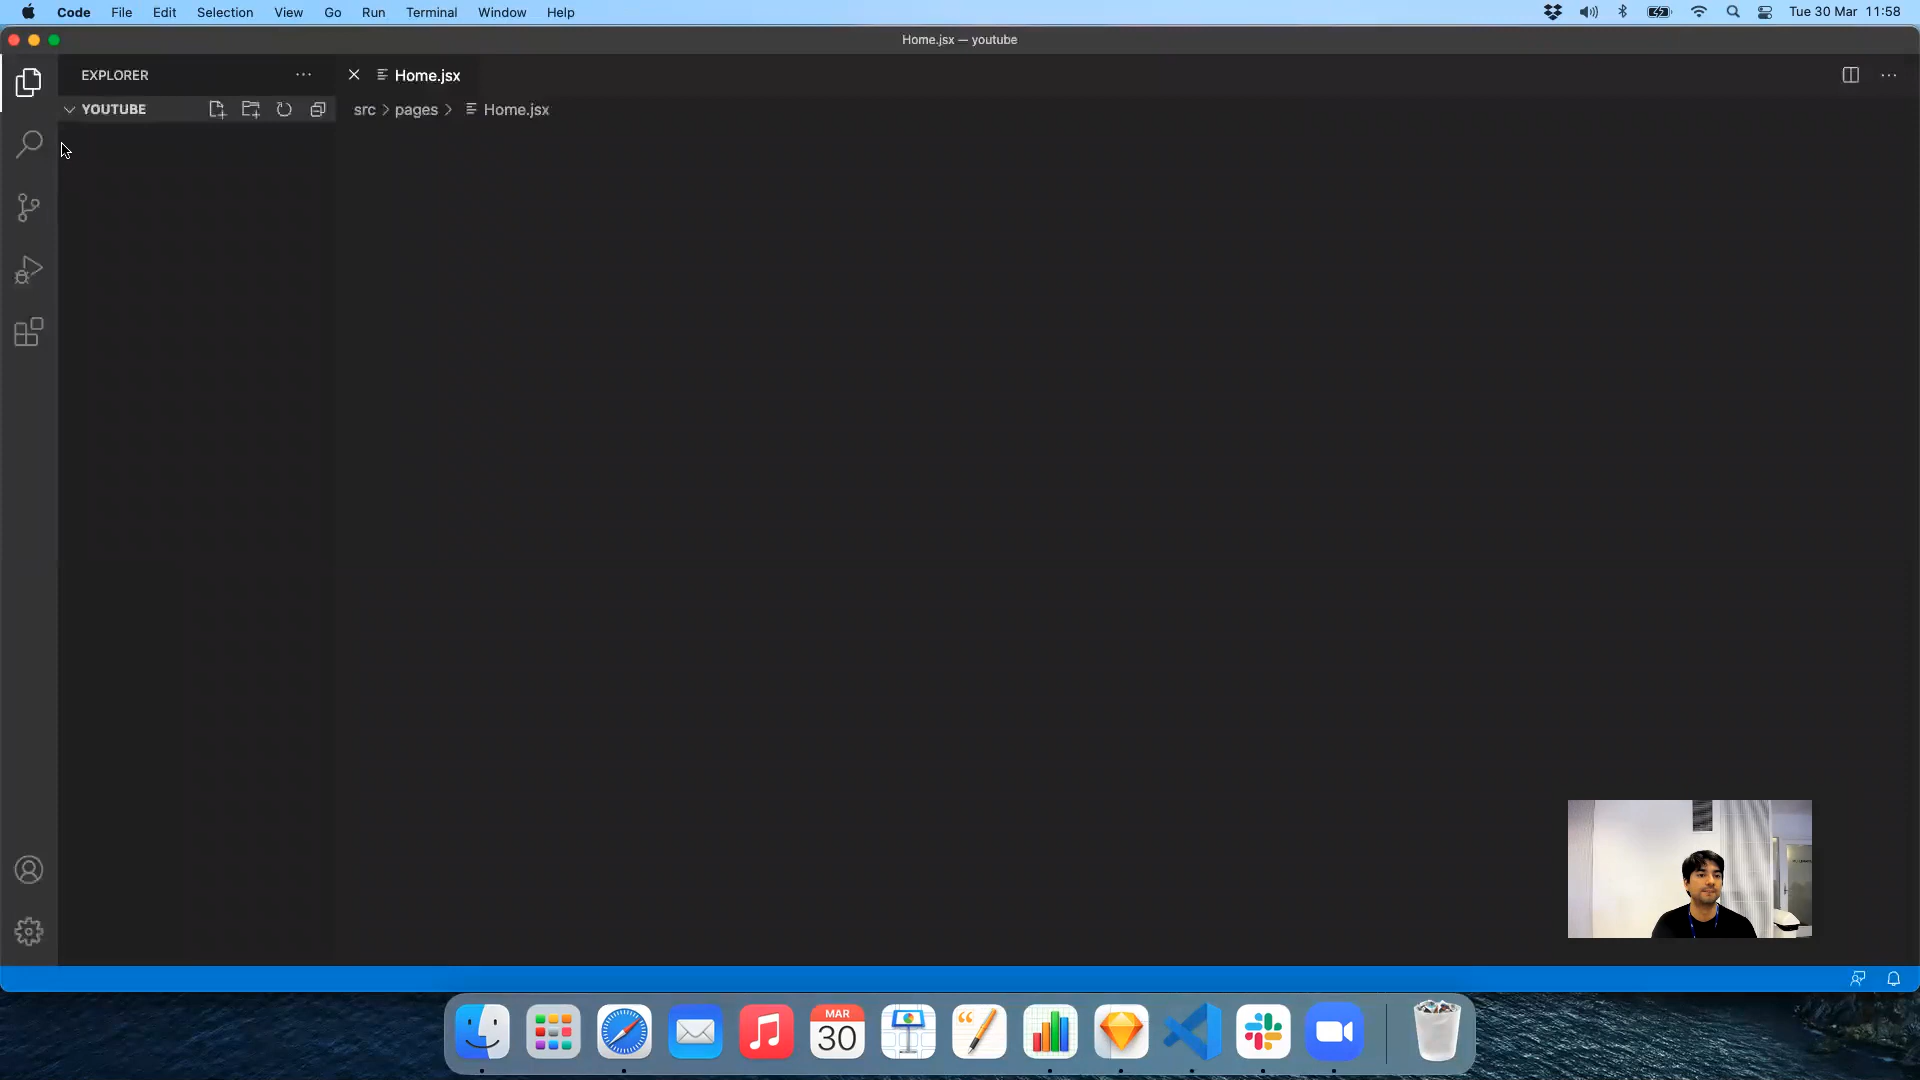 Code File Edit Selection View Go Run Terminal Window Help Tue 30 Mar 11:58
Home.jsx — youtube
EXPLORER
Home.jsx
YOUTUBE
src > pages > Home.jsx
MAR
30